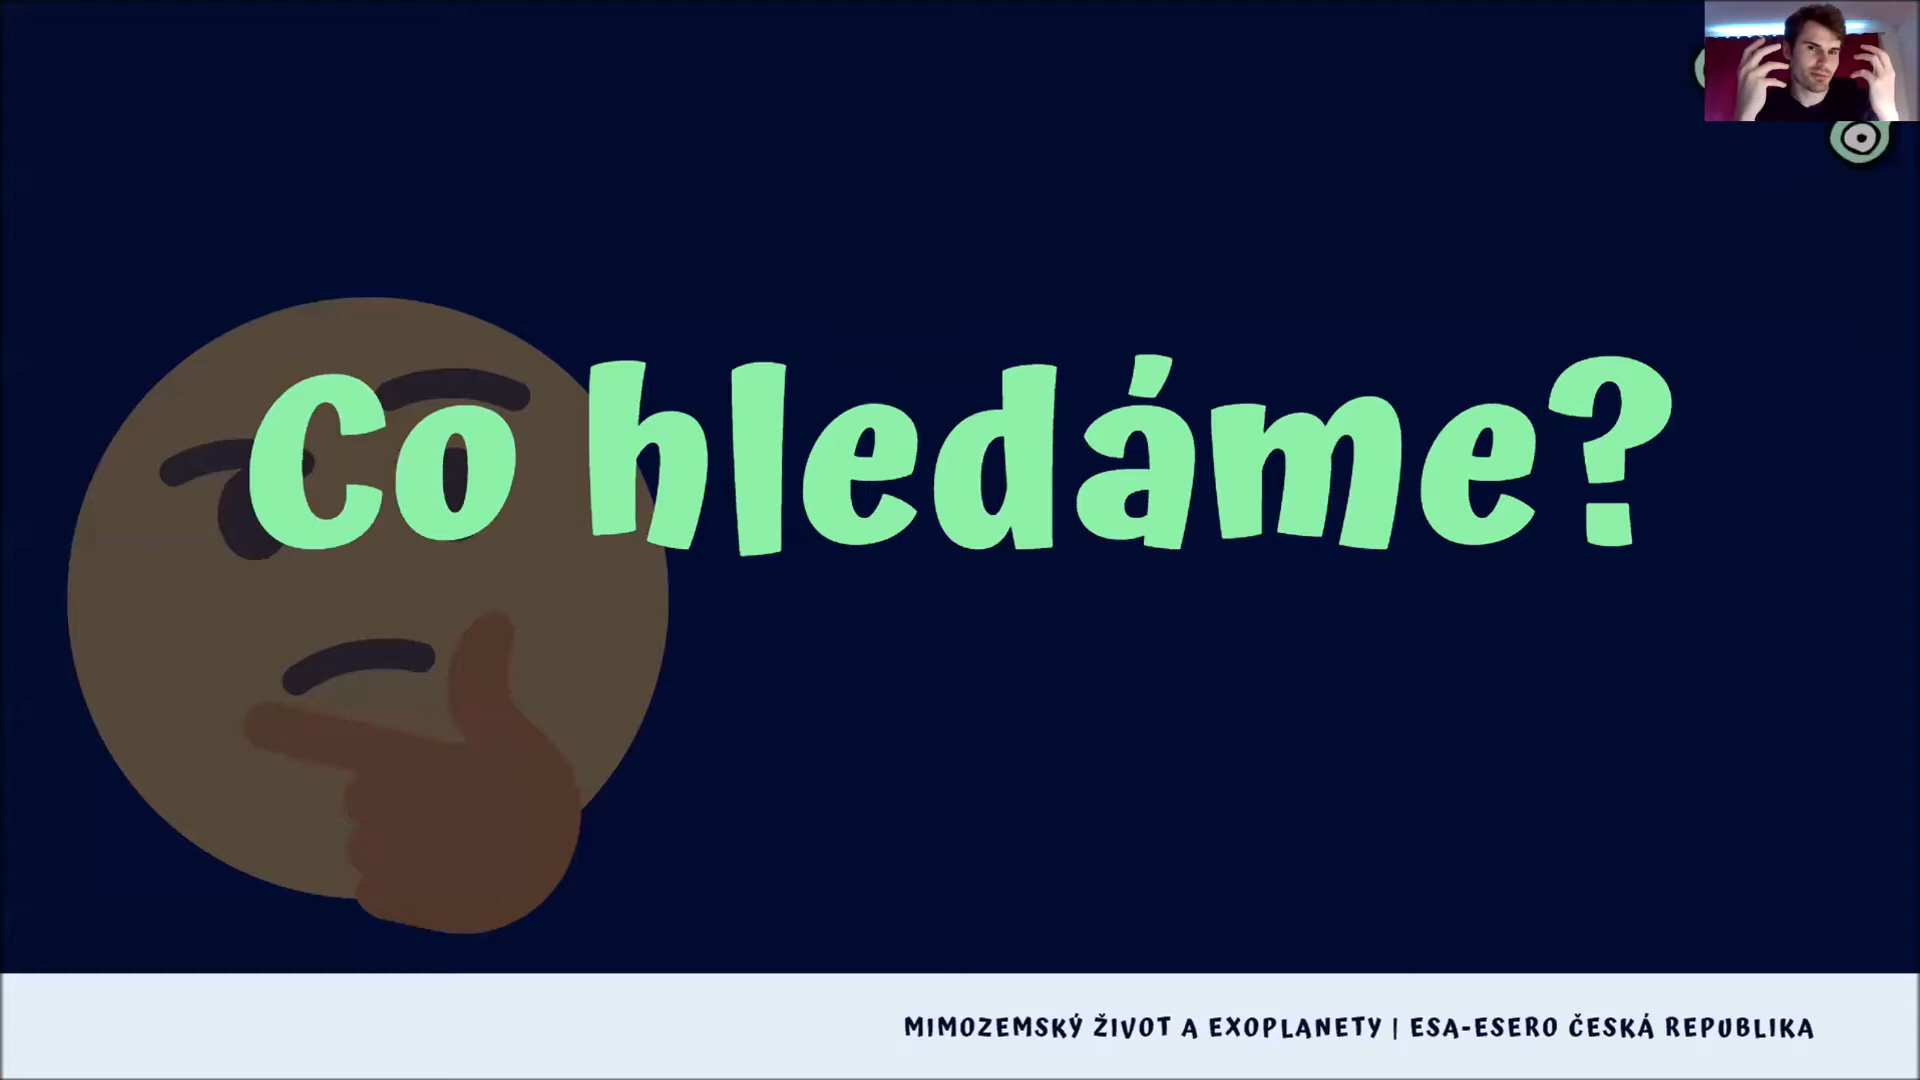 Co hledáme?
MIMOZEMSKÝ ŽIVOT A EXOPLANETY | ESA-ESERO ČESKÁ REPUBLIKA